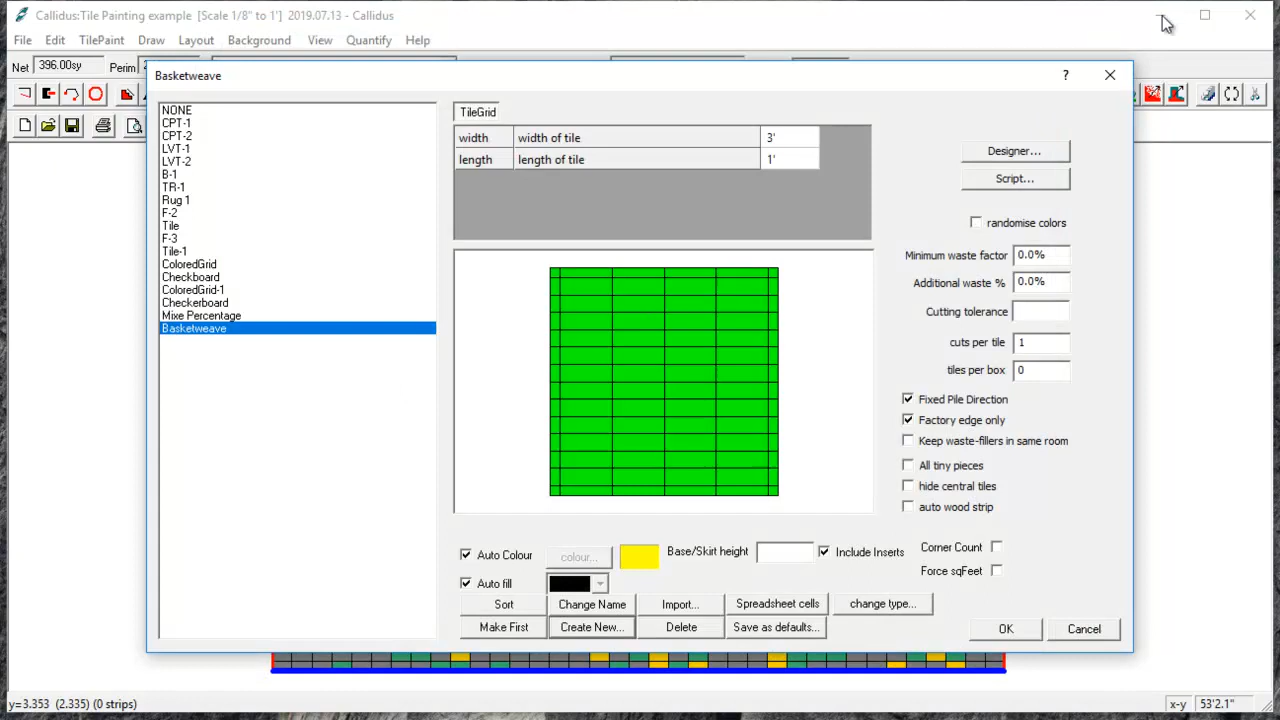 Callidus:Tile Painting example [Scale 1/8" to 1'] 2019.07.13 - Callidus
File Edit TilePaint Draw Layout Background View Quantify Help
Net 396.00sy Perim
Basketweave ?
NONE
CPT-1
CPT-2
LVT-1
LVT-2
B-1
TR-1
Rug 1
F-2
Tile
F-3
Tile-1
ColoredGrid
Checkboard
ColoredGrid-1
Checkerboard
Mixe Percentage
Basketweave
TileGrid
width width of tile 3'
length length of tile 1'
Designer...
Script...
randomise colors
Minimum waste factor 0.0%
Additional waste % 0.0%
Cutting tolerance
cuts per tile 1
tiles per box 0
Fixed Pile Direction
Factory edge only
Keep waste-fillers in same room
All tiny pieces
hide central tiles
auto wood strip
Auto Colour colour... Base/Skirt height Include Inserts Corner Count
Auto fill Force sqFeet
Sort Change Name Import... Spreadsheet cells change type...
Make First Create New... Delete Save as defaults... OK Cancel
y=3.353 (2.335) (0 strips) x-y 53'2.1"